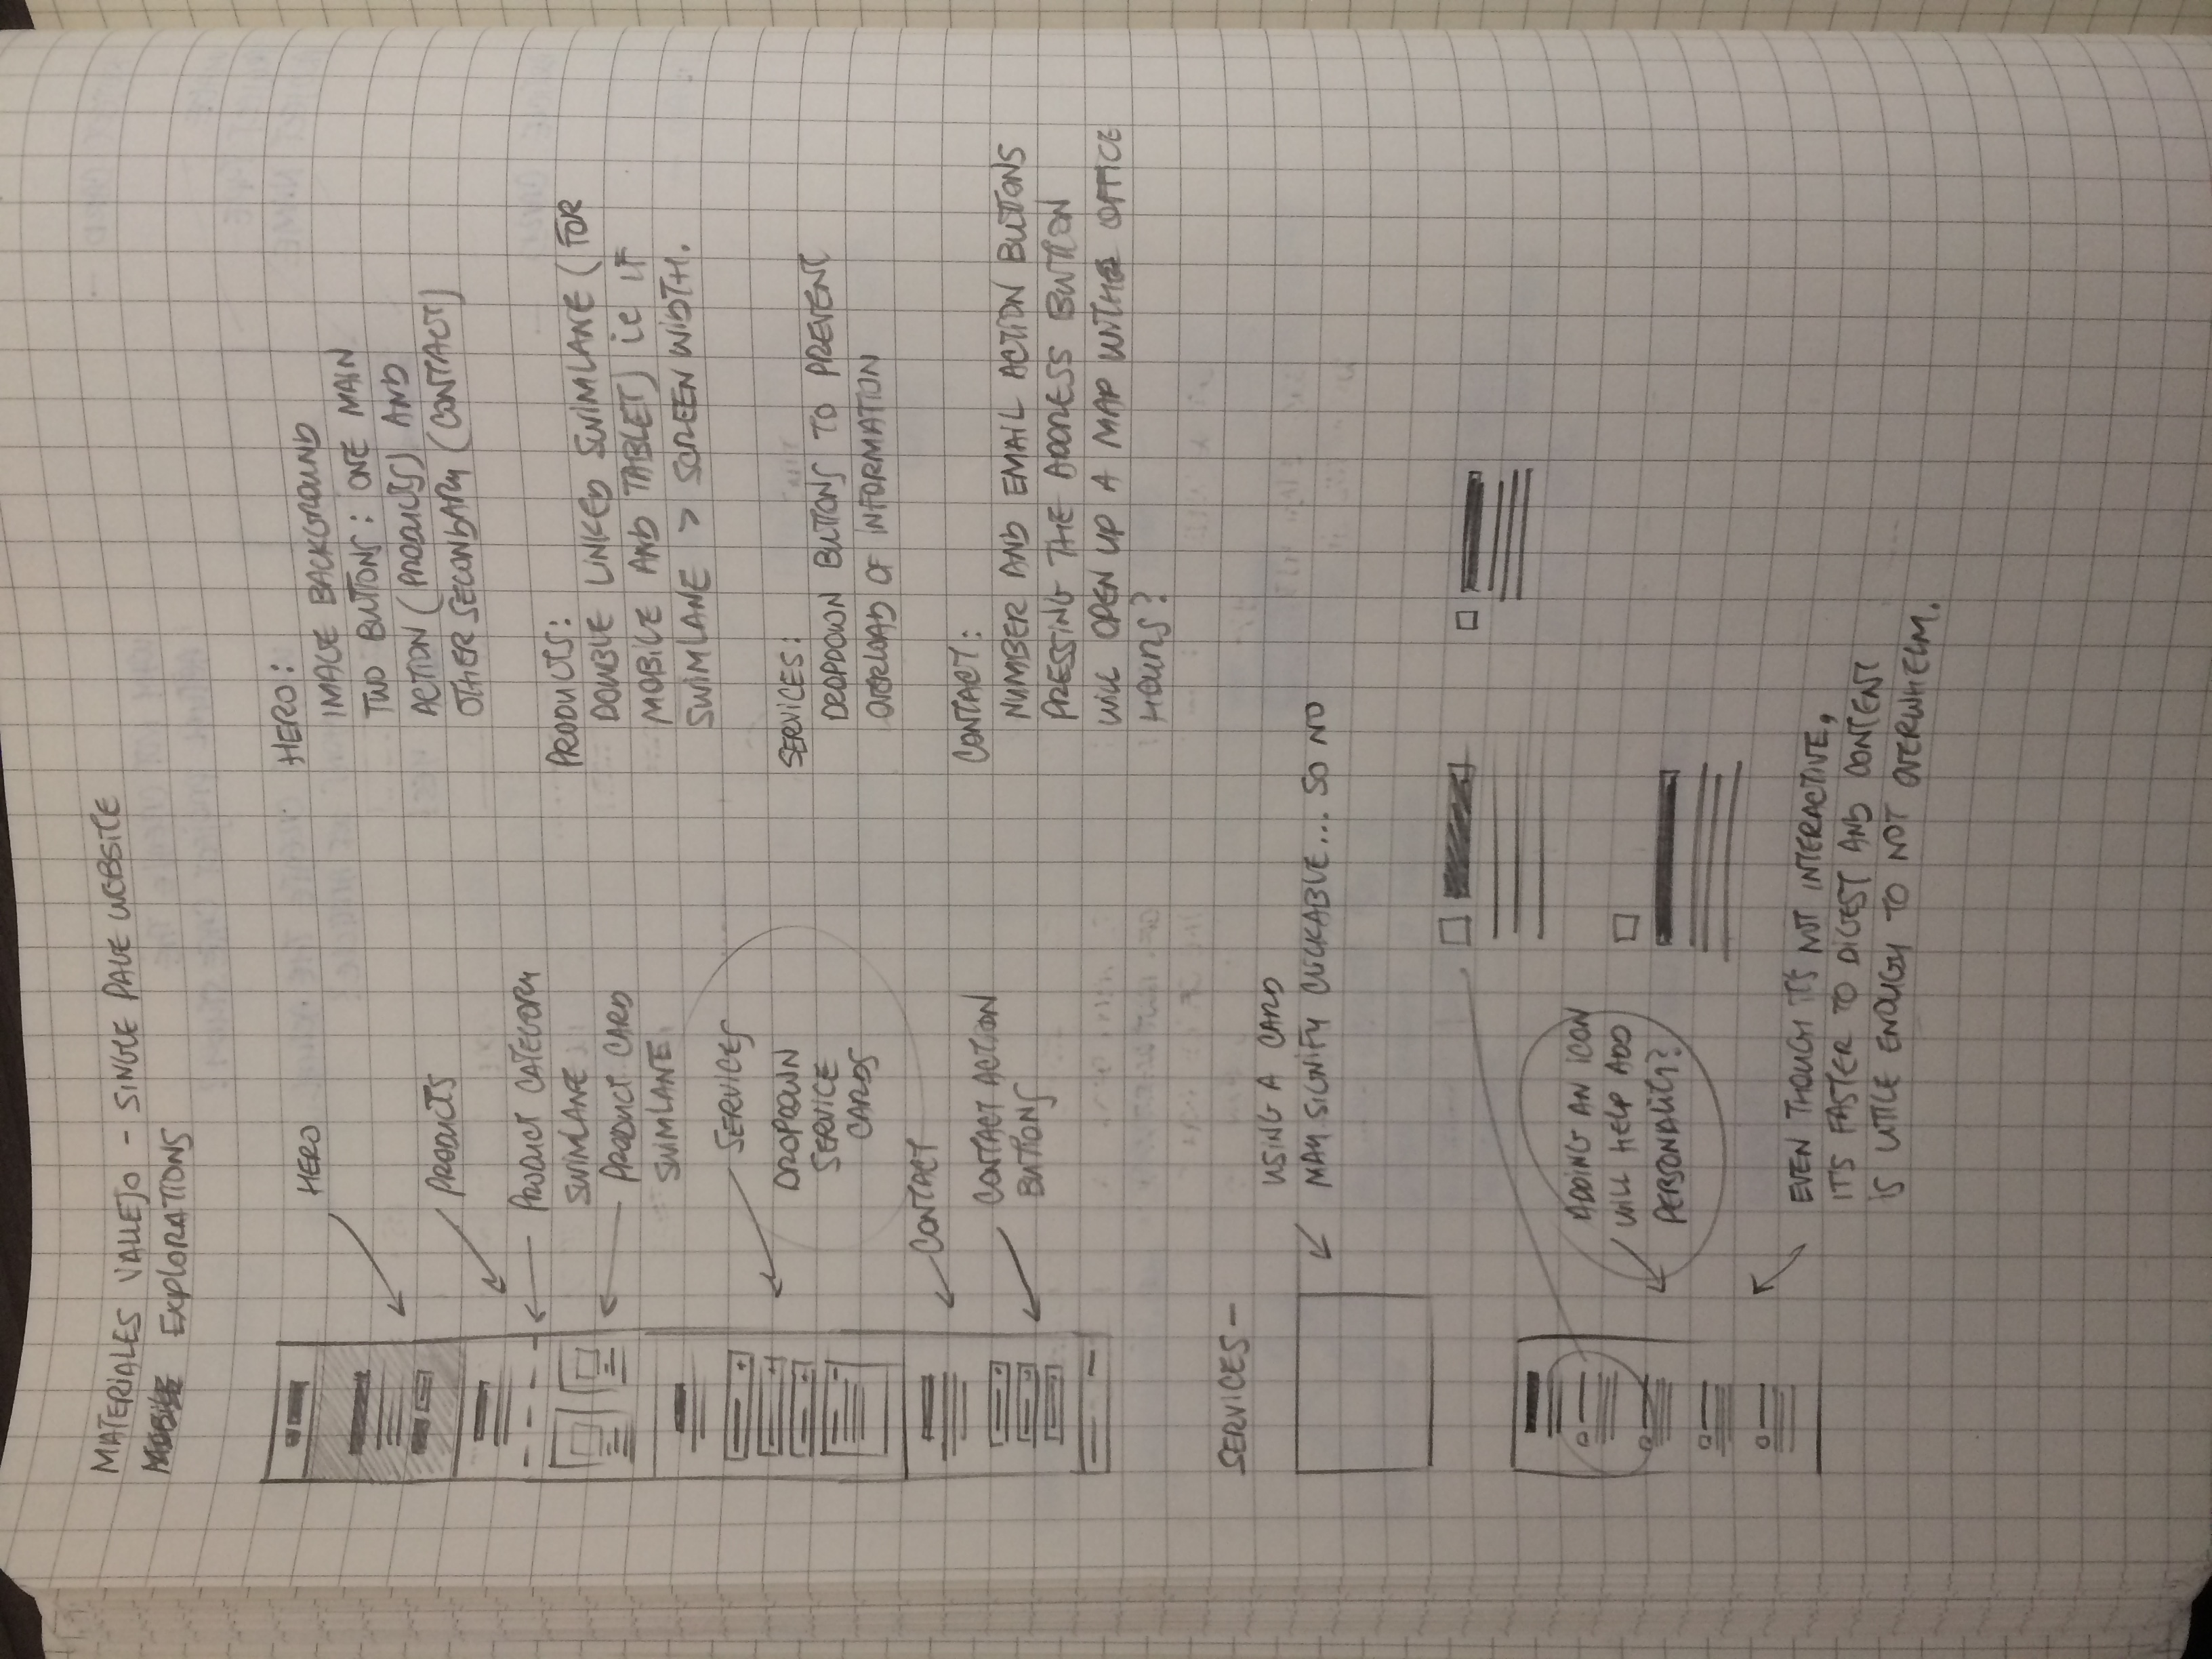 MATERIALES VALLEJO - SINGLE PAGE WEBSITE
MOBILE EXPLORATIONS
HERO
PRODUCTS
PRODUCT CATEGORY
SWIMLANE
PRODUCT CARD
SWIMLANE
SERVICES
DROPDOWN
SERVICE
CARDS
CONTACT
CONTACT ACTION
BUTTONS
HERO:
IMAGE BACKGROUND
TWO BUTTONS: ONE MAIN
ACTION (PRODUCTS) AND
OTHER SECONDARY (CONTACT)
PRODUCTS:
DOUBLE LINKED SWIMLANE (FOR
MOBILE AND TABLET) ie IF
SWIMLANE > SCREEN WIDTH.
SERVICES:
DROPDOWN BUTTONS TO PREVENT
OVERLOAD OF INFORMATION
CONTACT:
NUMBER AND EMAIL ACTION BUTTONS
PRESSING THE ADDRESS BUTTON
WILL OPEN UP A MAP WITH OFFICE
HOURS?
SERVICES -
USING A CARD
MAY SIGNIFY CLICKABLE... SO NO
ADDING AN ICON
WILL HELP ADD
PERSONALITY?
EVEN THOUGH IT'S NOT INTERACTIVE,
IT'S FASTER TO DIGEST AND CONTENT
IS LITTLE ENOUGH TO NOT OVERWHELM.